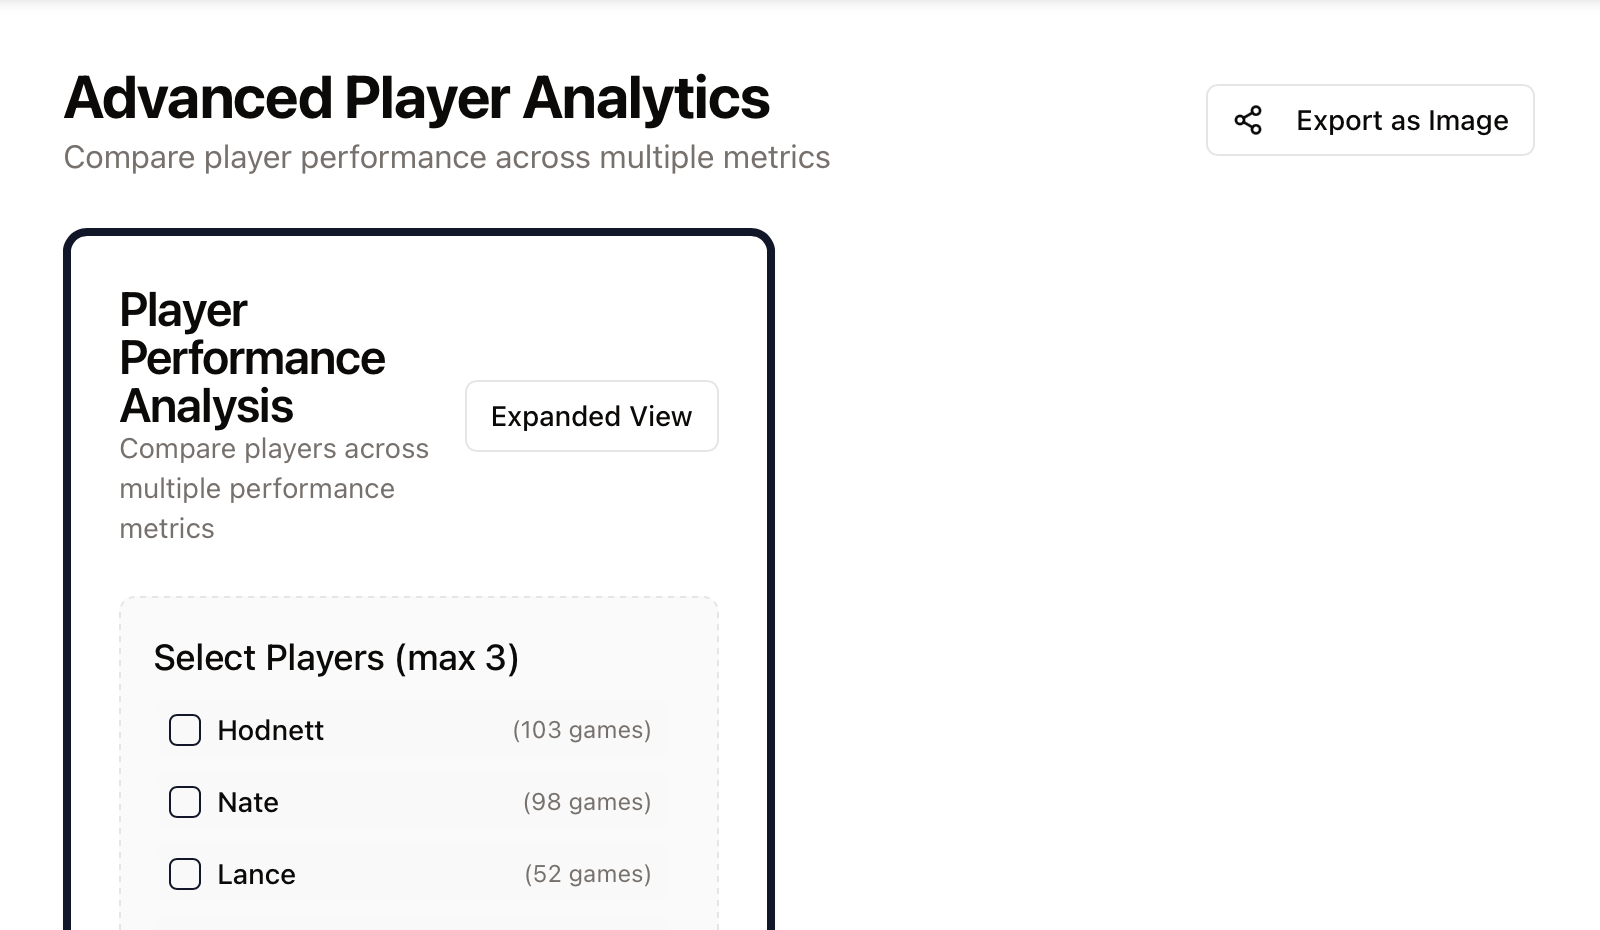 Advanced Player Analytics
Compare player performance across multiple metrics
Export as Image
Player
Performance
Analysis
Compare players across
multiple performance
metrics
Expanded View
Select Players (max 3)
Hodnett (103 games)
Nate (98 games)
Lance (52 games)